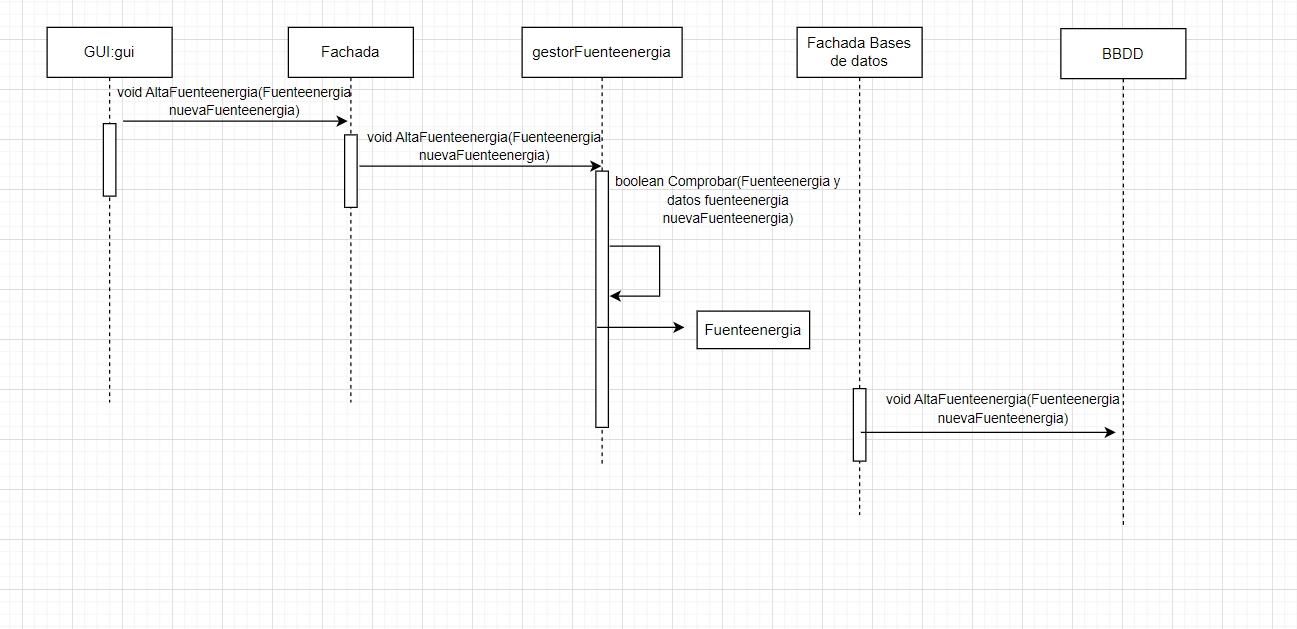 GUI:gui
Fachada
gestorFuenteenergia
Fachada Bases
de datos
BBDD
void AltaFuenteenergia(Fuenteenergia
nuevaFuenteenergia)
void AltaFuenteenergia(Fuenteenergia
nuevaFuenteenergia)
boolean Comprobar(Fuenteenergia y
datos fuenteenergia
nuevaFuenteenergia)
Fuenteenergia
void AltaFuenteenergia(Fuenteenergia
nuevaFuenteenergia)